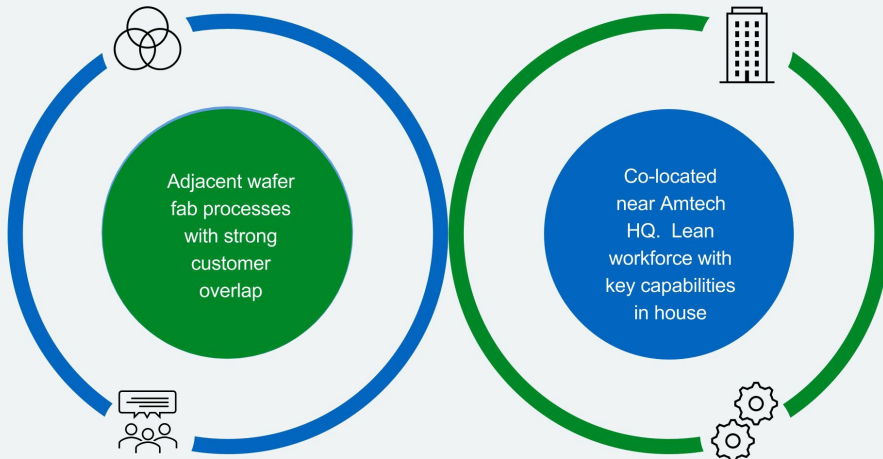 Adjacent wafer
fab processes
with strong
customer
overlap
Co-located
near Amtech
HQ.  Lean
workforce with
key capabilities
in house